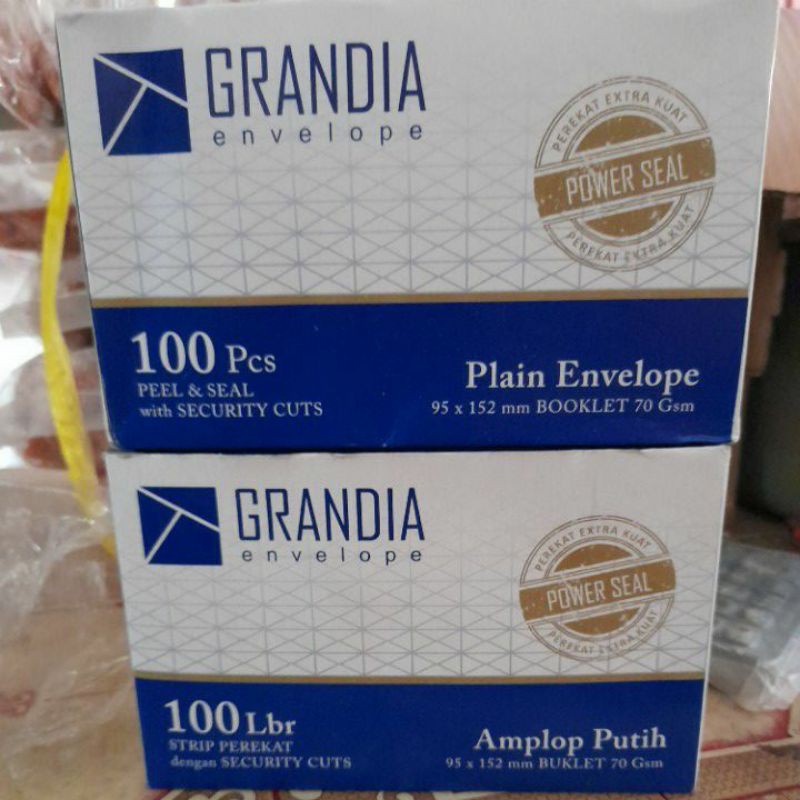 GRANDIA
envelope
PEREKAT EXTRA KUAT
POWER SEAL
PEREKAT EXTRA KUAT
100 Pcs
PEEL & SEAL
with SECURITY CUTS
Plain Envelope
95 x 152 mm BOOKLET 70 Gsm
GRANDIA
envelope
PEREKAT EXTRA KUAT
POWER SEAL
PEREKAT EXTRA KUAT
100 Lbr
STRIP PEREKAT
dengan SECURITY CUTS
Amplop Putih
95 x 152 mm BUKLET 70 Gsm